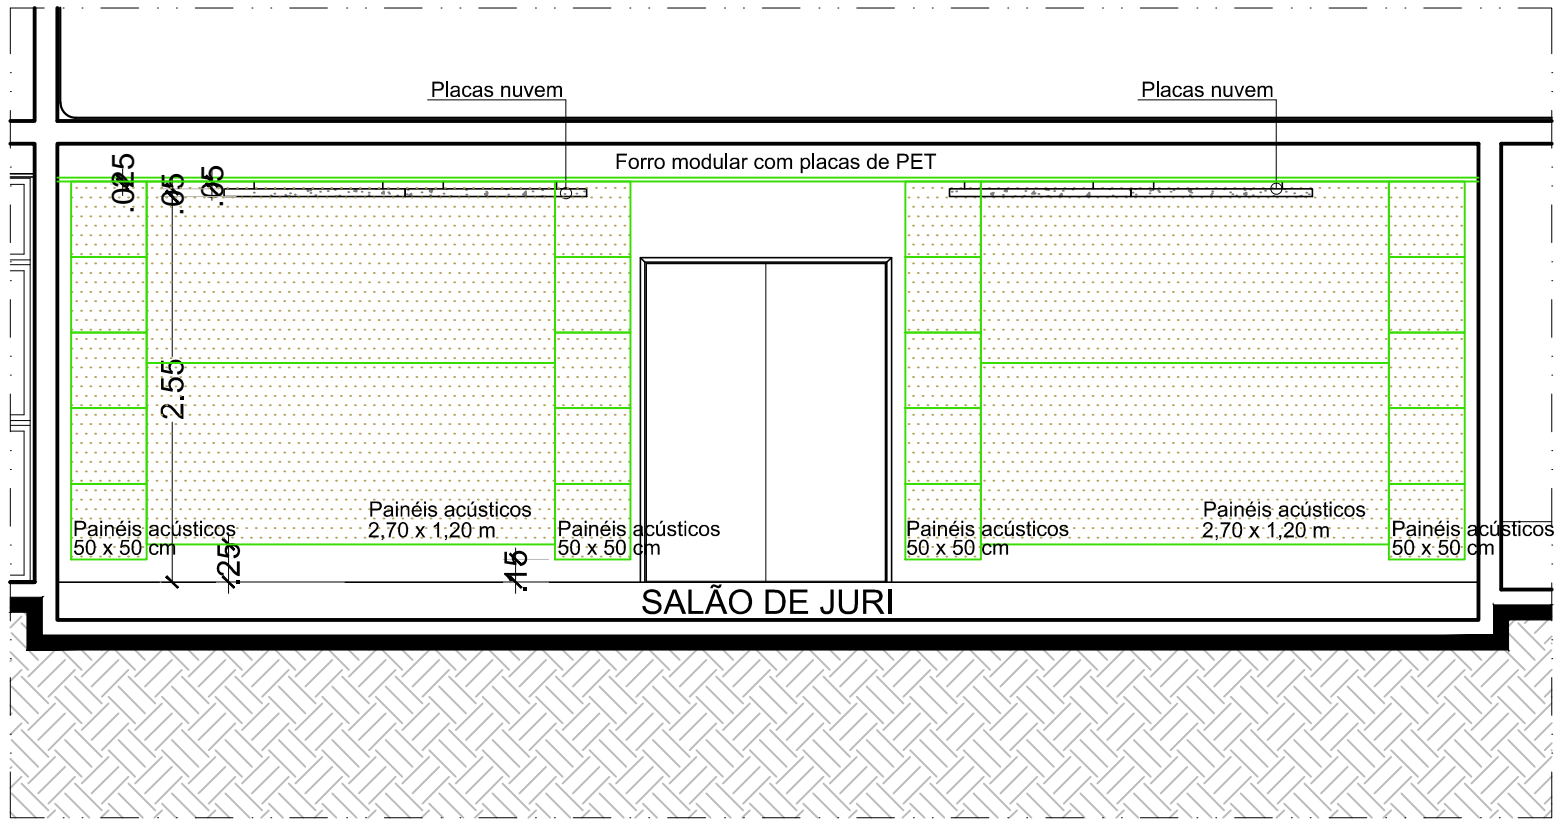 Placas nuvem
Placas nuvem
Forro modular com placas de PET
.025
.05
.05
2.55
Painéis acústicos
2,70 x 1,20 m
Painéis acústicos
2,70 x 1,20 m
Painéis acústicos
50 x 50 cm
Painéis acústicos
50 x 50 cm
Painéis acústicos
50 x 50 cm
Painéis acústicos
50 x 50 cm
.25
.15
SALÃO DE JURI